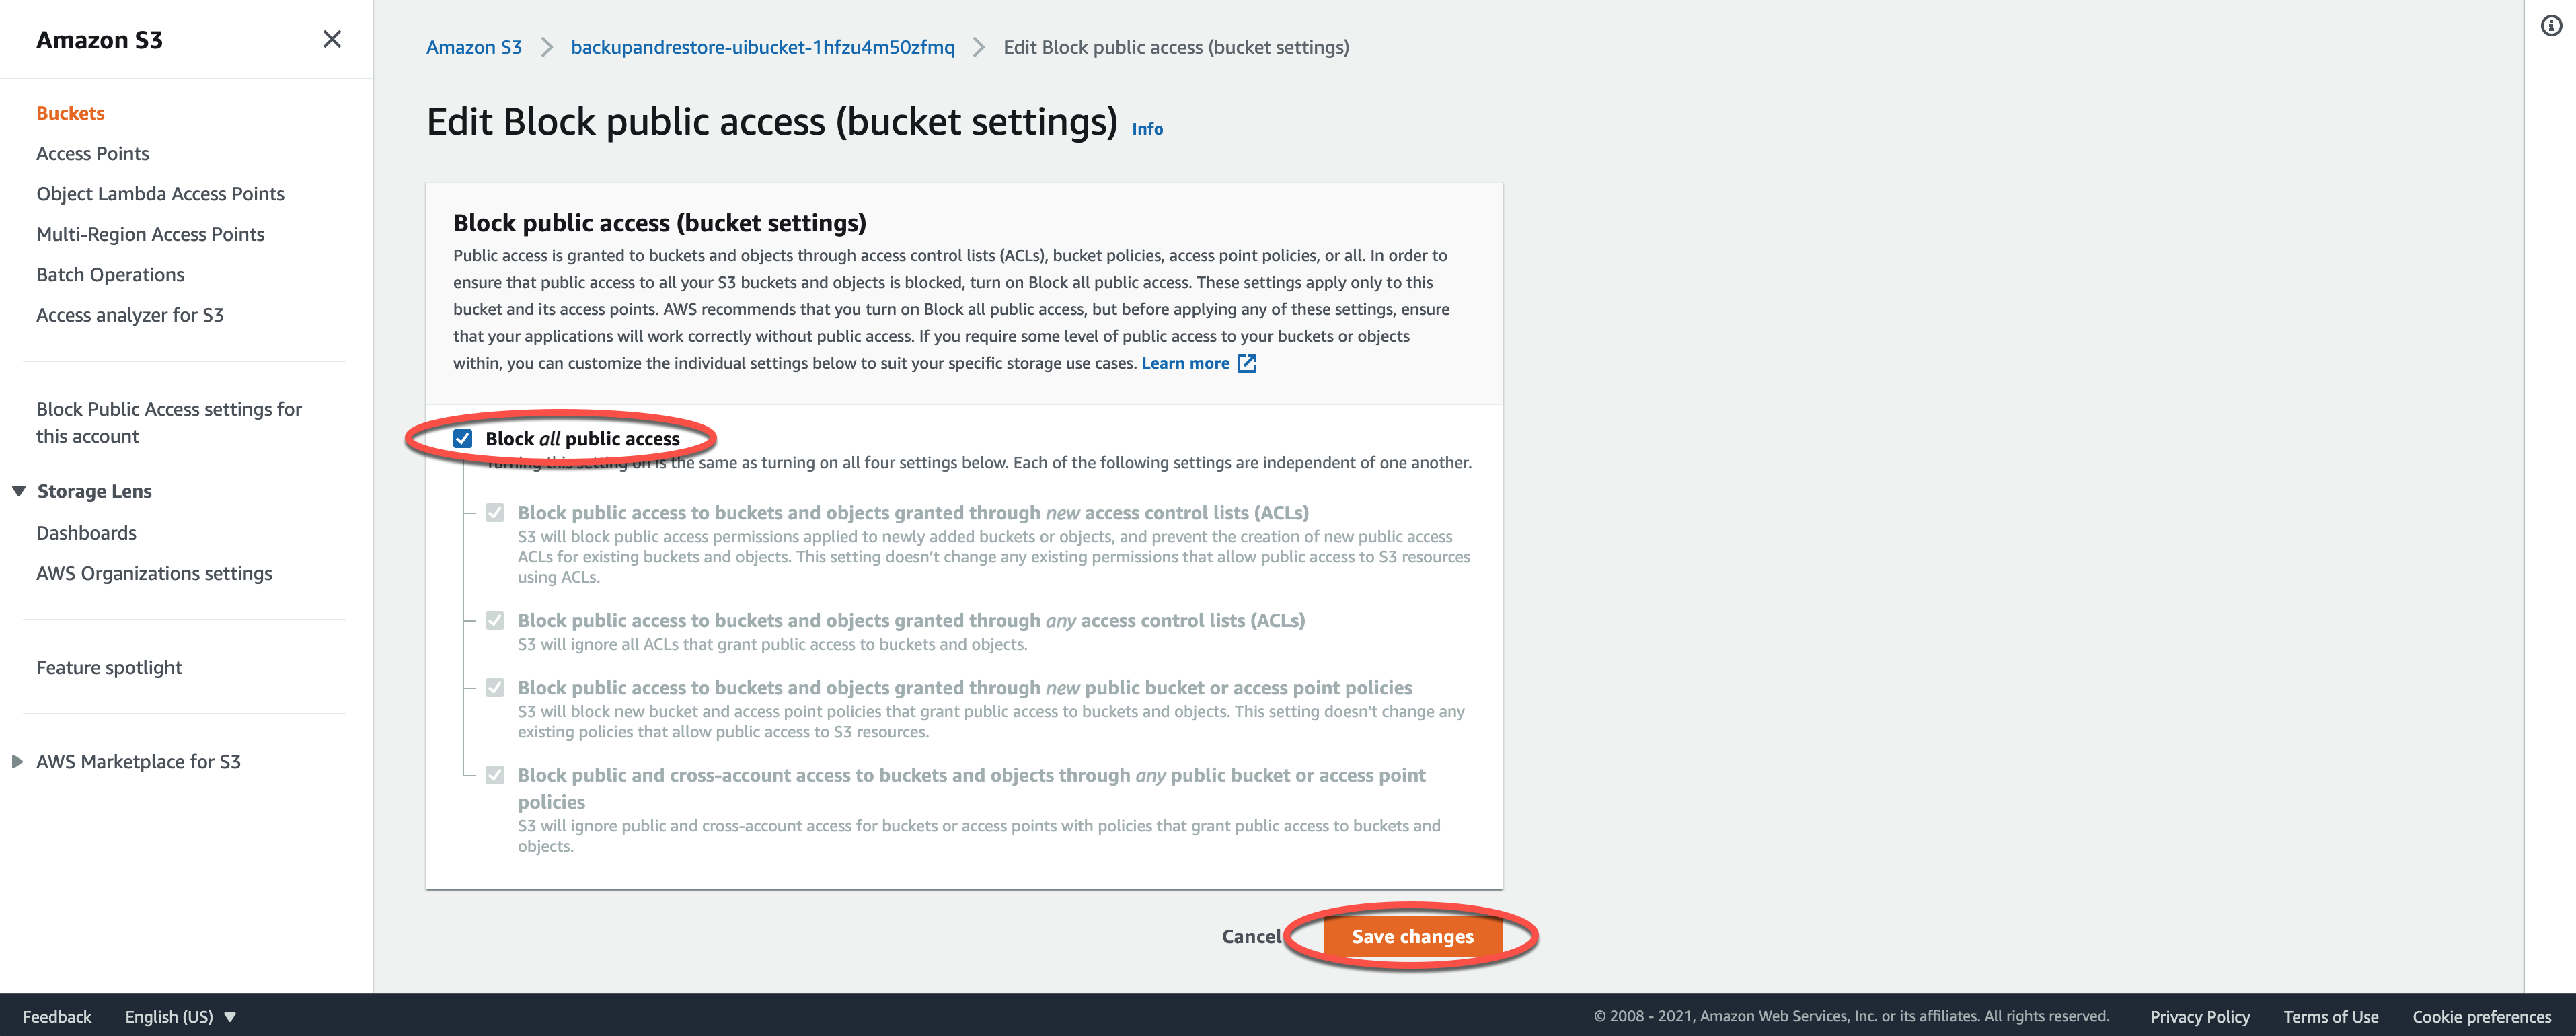 Amazon S3
Buckets
Access Points
Object Lambda Access Points
Multi-Region Access Points
Batch Operations
Access analyzer for S3
Block Public Access settings for
this account
Storage Lens
Dashboards
AWS Organizations settings
Feature spotlight
AWS Marketplace for S3
Amazon S3
backupandrestore-uibucket-1hfzu4m50zfmq
Edit Block public access (bucket settings)
Edit Block public access (bucket settings) Info
Block public access (bucket settings)
Public access is granted to buckets and objects through access control lists (ACLs), bucket policies, access point policies, or all. In order to
ensure that public access to all your S3 buckets and objects is blocked, turn on Block all public access. These settings apply only to this
bucket and its access points. AWS recommends that you turn on Block all public access, but before applying any of these settings, ensure
that your applications will work correctly without public access. If you require some level of public access to your buckets or objects
within, you can customize the individual settings below to suit your specific storage use cases. Learn more
Block all public access
Turning this setting on is the same as turning on all four settings below. Each of the following settings are independent of one another.
Block public access to buckets and objects granted through new access control lists (ACLs)
S3 will block public access permissions applied to newly added buckets or objects, and prevent the creation of new public access
ACLs for existing buckets and objects. This setting doesn't change any existing permissions that allow public access to S3 resources
using ACLs.
Block public access to buckets and objects granted through any access control lists (ACLs)
S3 will ignore all ACLs that grant public access to buckets and objects.
Block public access to buckets and objects granted through new public bucket or access point policies
S3 will block new bucket and access point policies that grant public access to buckets and objects. This setting doesn't change any
existing policies that allow public access to S3 resources.
Block public and cross-account access to buckets and objects through any public bucket or access point
policies
S3 will ignore public and cross-account access for buckets or access points with policies that grant public access to buckets and
objects.
Cancel
Save changes
Feedback
English (US)
© 2008 - 2021, Amazon Web Services, Inc. or its affiliates. All rights reserved.
Privacy Policy
Terms of Use
Cookie preferences